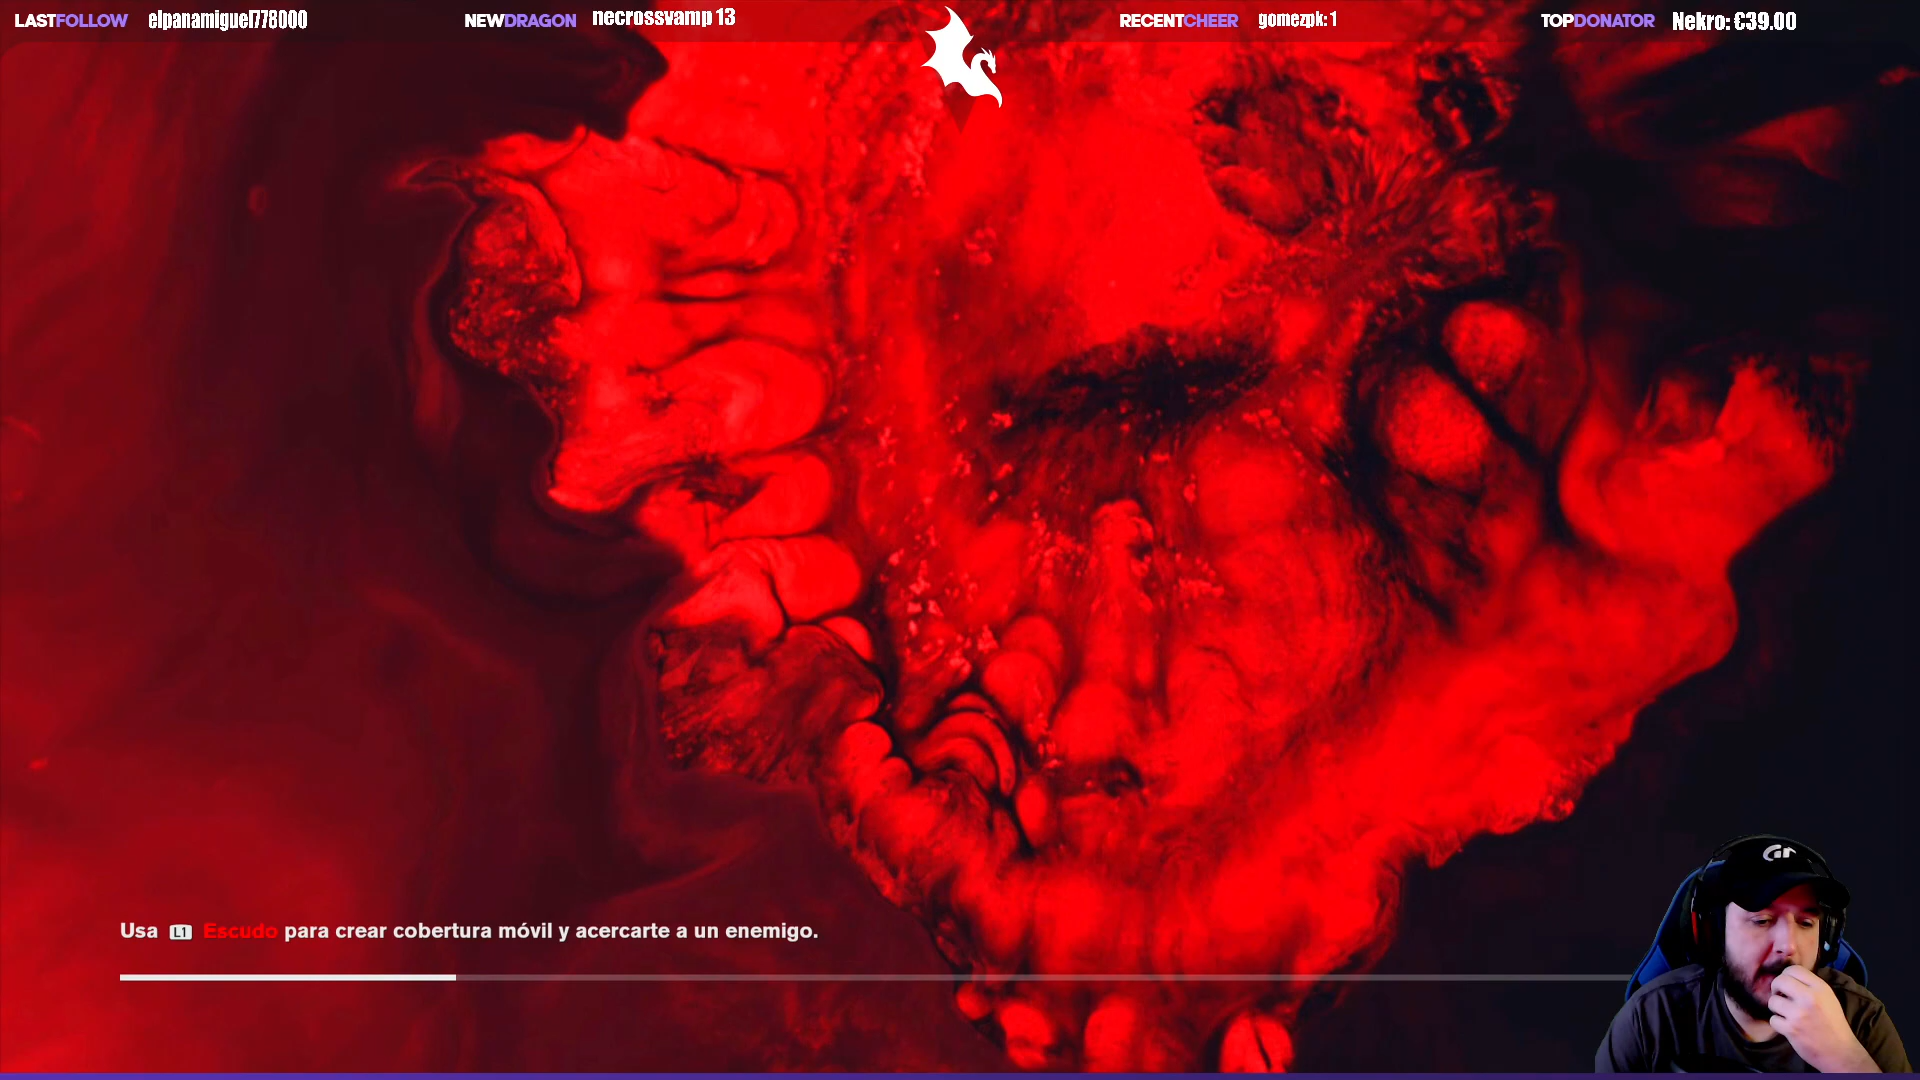 LASTFOLLOW elpanamiguel778000 NEWDRAGON necrossvamp 13 RECENTCHEER gomezpk: 1 TOPDONATOR Nekro: €39.00
Usa L1 Escudo para crear cobertura móvil y acercarte a un enemigo.